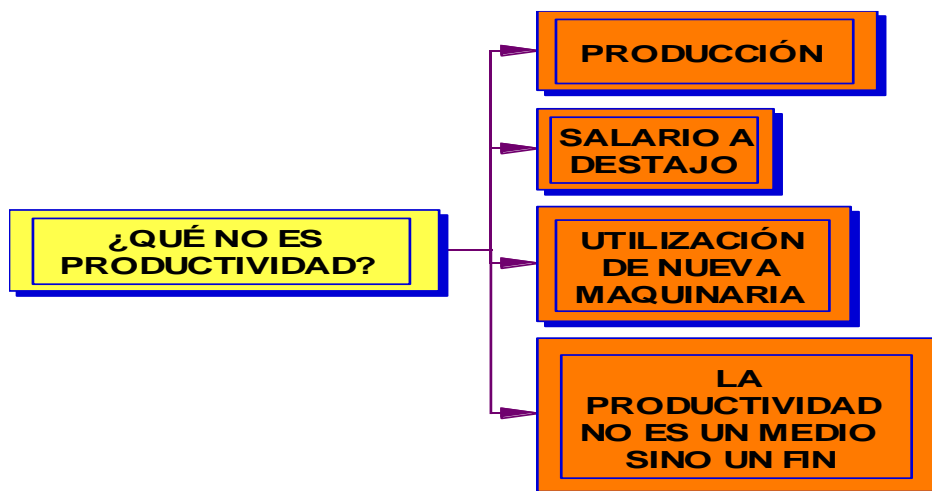 ¿QUÉ NO ES
PRODUCTIVIDAD?
PRODUCCIÓN
SALARIO A
DESTAJO
UTILIZACIÓN
DE NUEVA
MAQUINARIA
LA
PRODUCTIVIDAD
NO ES UN MEDIO
SINO UN FIN